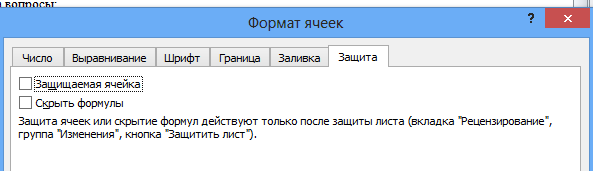 вопросы:
Формат ячеек
?
Число Выравнивание Шрифт Граница Заливка Защита
Защищаемая ячейка
Скрыть формулы
Защита ячеек или скрытие формул действуют только после защиты листа (вкладка "Рецензирование",
группа "Изменения", кнопка "Защитить лист").